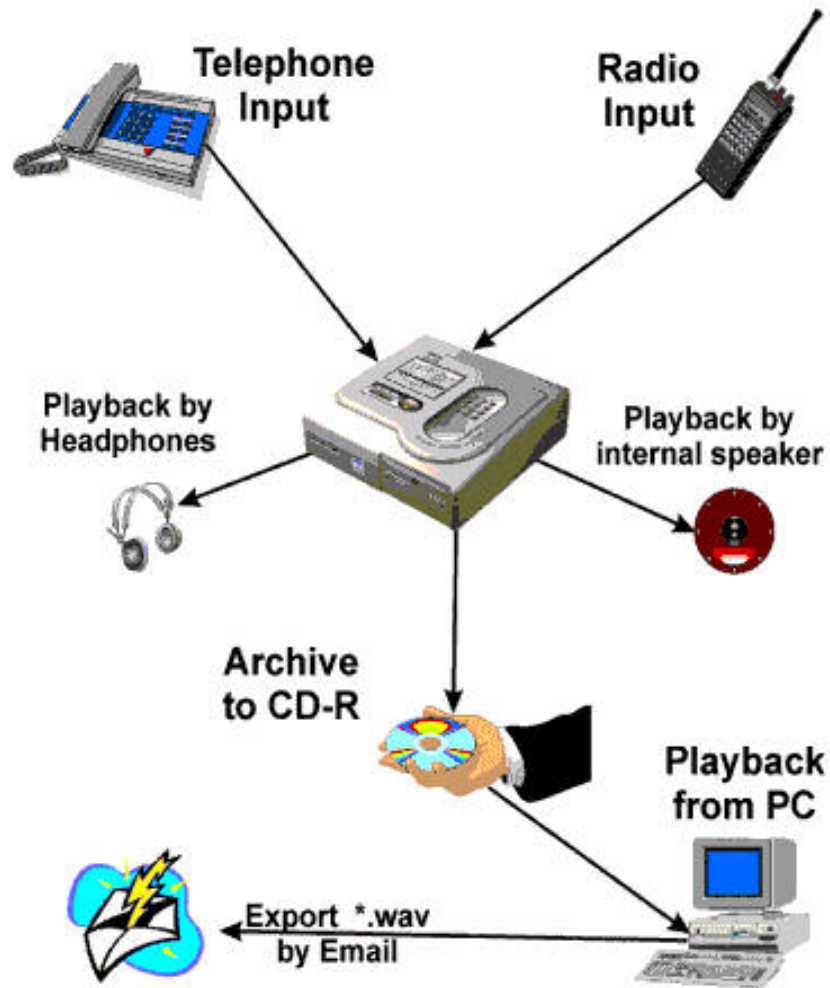 Telephone
Input
Radio
Input
Playback by
Headphones
Playback by
internal speaker
Archive
to CD-R
Playback
from PC
Export *.wav
by Email